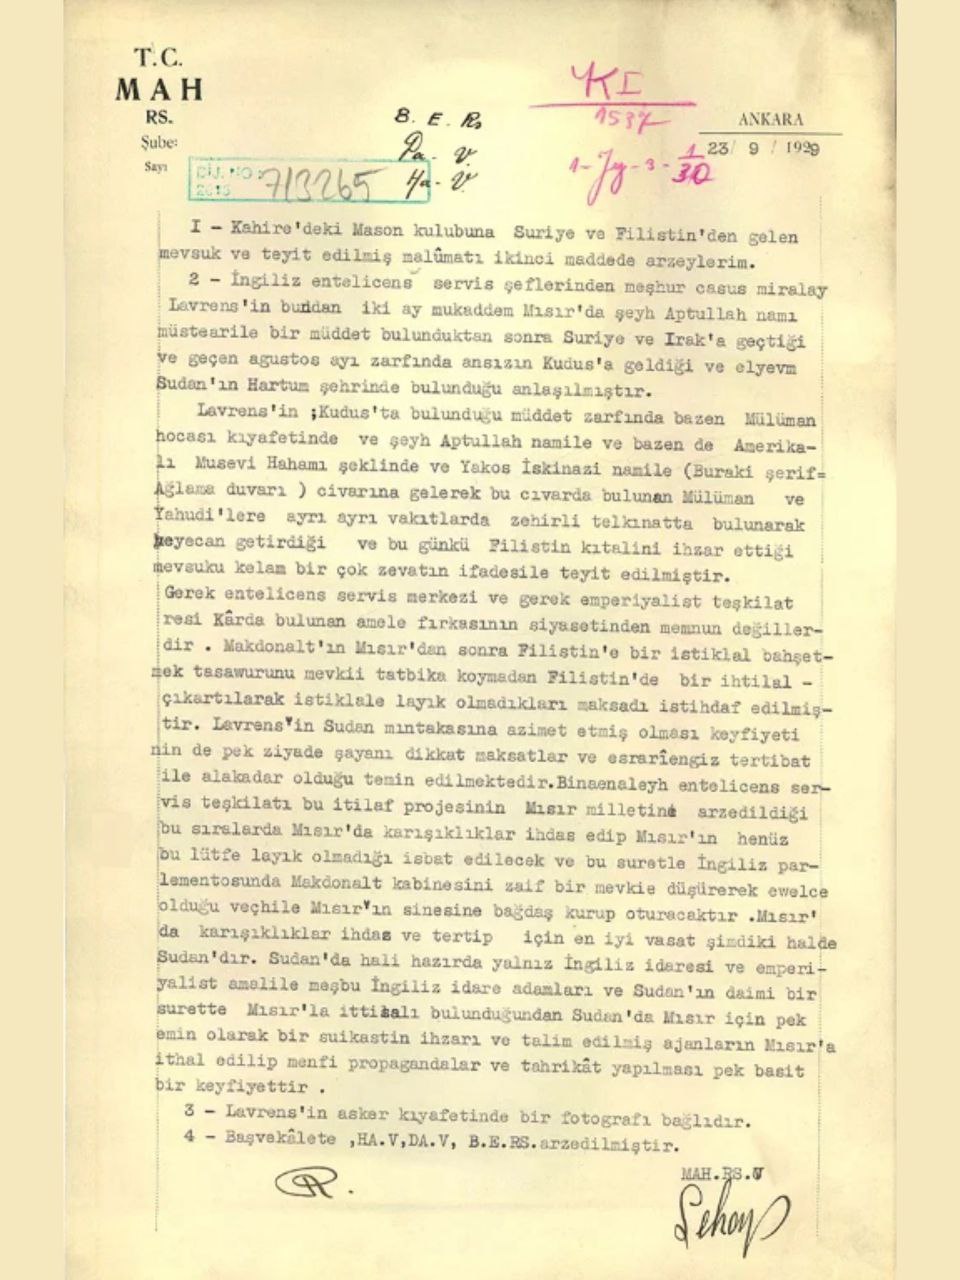 T.C.
MAH
RS.
Şube:
Sayı
B. E. Rs
Da - V.
Ha - V
YKI
1537
ANKARA
23/ 9 / 1929
1-Jy-3-1/30
DİJ. NO:
713265
I - Kahire'deki Mason kulubuna Suriye ve Filistin'den gelen
mevsuk ve teyit edilmiş malûmatı ikinci maddede arzeylerim.
2 - İngiliz entelicens servis şeflerinden meşhur casus miralay
Lavrens'in bundan iki ay mukaddem Mısır'da şeyh Aptullah namı
müstearile bir müddet bulunduktan sonra Suriye ve Irak'a geçtiği
ve geçen agustos ayı zarfında ansızın Kudus'a geldiği ve elyevm
Sudan'ın Hartum şehrinde bulunduğu anlaşılmıştır.
Lavrens'in ;Kudus'ta bulunduğu müddet zarfında bazen Mülüman
hocası kıyafetinde ve şeyh Aptullah namile ve bazen de Amerika-
lı Musevi Hahamı şeklinde ve Yakos İskinazi namile (Buraki şerif=
Ağlama duvarı ) civarına gelerek bu cıvarda bulunan Mülüman ve
Yahudi'lere ayrı ayrı vakıtlarda zehirli telkınatta bulunarak
heyecan getirdiği ve bu günkü Filistin kıtalini ihzar ettiği
mevsuku kelam bir çok zevatın ifadesile teyit edilmiştir.
Gerek entelicens servis merkezi ve gerek emperiyalist teşkilat
resi Kârda bulunan amele fırkasının siyasetinden memnun değiller-
dir . Makdonalt'ın Mısır'dan sonra Filistin'e bir istiklal bahşet-
mek tasawurunu mevkii tatbika koymadan Filistin'de bir ihtilal -
çıkartılarak istiklale layık olmadıkları maksadı istihdaf edilmiş-
tir. Lavrens'in Sudan mıntakasına azimet etmiş olması keyfiyeti
nin de pek ziyade şayanı dikkat maksatlar ve esrarîengiz tertibat
ile alakadar olduğu temin edilmektedir.Binaenaleyh entelicens ser-
vis teşkilatı bu itilaf projesinin Mısır milletine arzedildiği
bu sıralarda Mısır'da karışıklıklar ihdas edip Mısır'ın henüz
bu lütfe layık olmadığı isbat edilecek ve bu suretle İngiliz par-
lementosunda Makdonalt kabinesini zaif bir mevkie düşürerek ewelce
olduğu veçhile Mısır'ın sinesine bağdaş kurup oturacaktır .Mısır'
da karışıklıklar ihdas ve tertip için en iyi vasat şimdiki halde
Sudan'dır. Sudan'da hali hazırda yalnız İngiliz idaresi ve emperi-
yalist amelile meşbu İngiliz idare adamları ve Sudan'ın daimi bir
surette Mısır'la ittisalı bulunduğundan Sudan'da Mısır için pek
emin olarak bir suikastin ihzarı ve talim edilmiş ajanların Mısır'a
ithal edilip menfi propagandalar ve tahrikât yapılması pek basit
bir keyfiyettir .
3 - Lavrens'in asker kıyafetinde bir fotografı bağlıdır.
4 - Başvekâlete ,HA.V,DA.V, B.E.RS.arzedilmiştir.
MAH.RS.V
R.